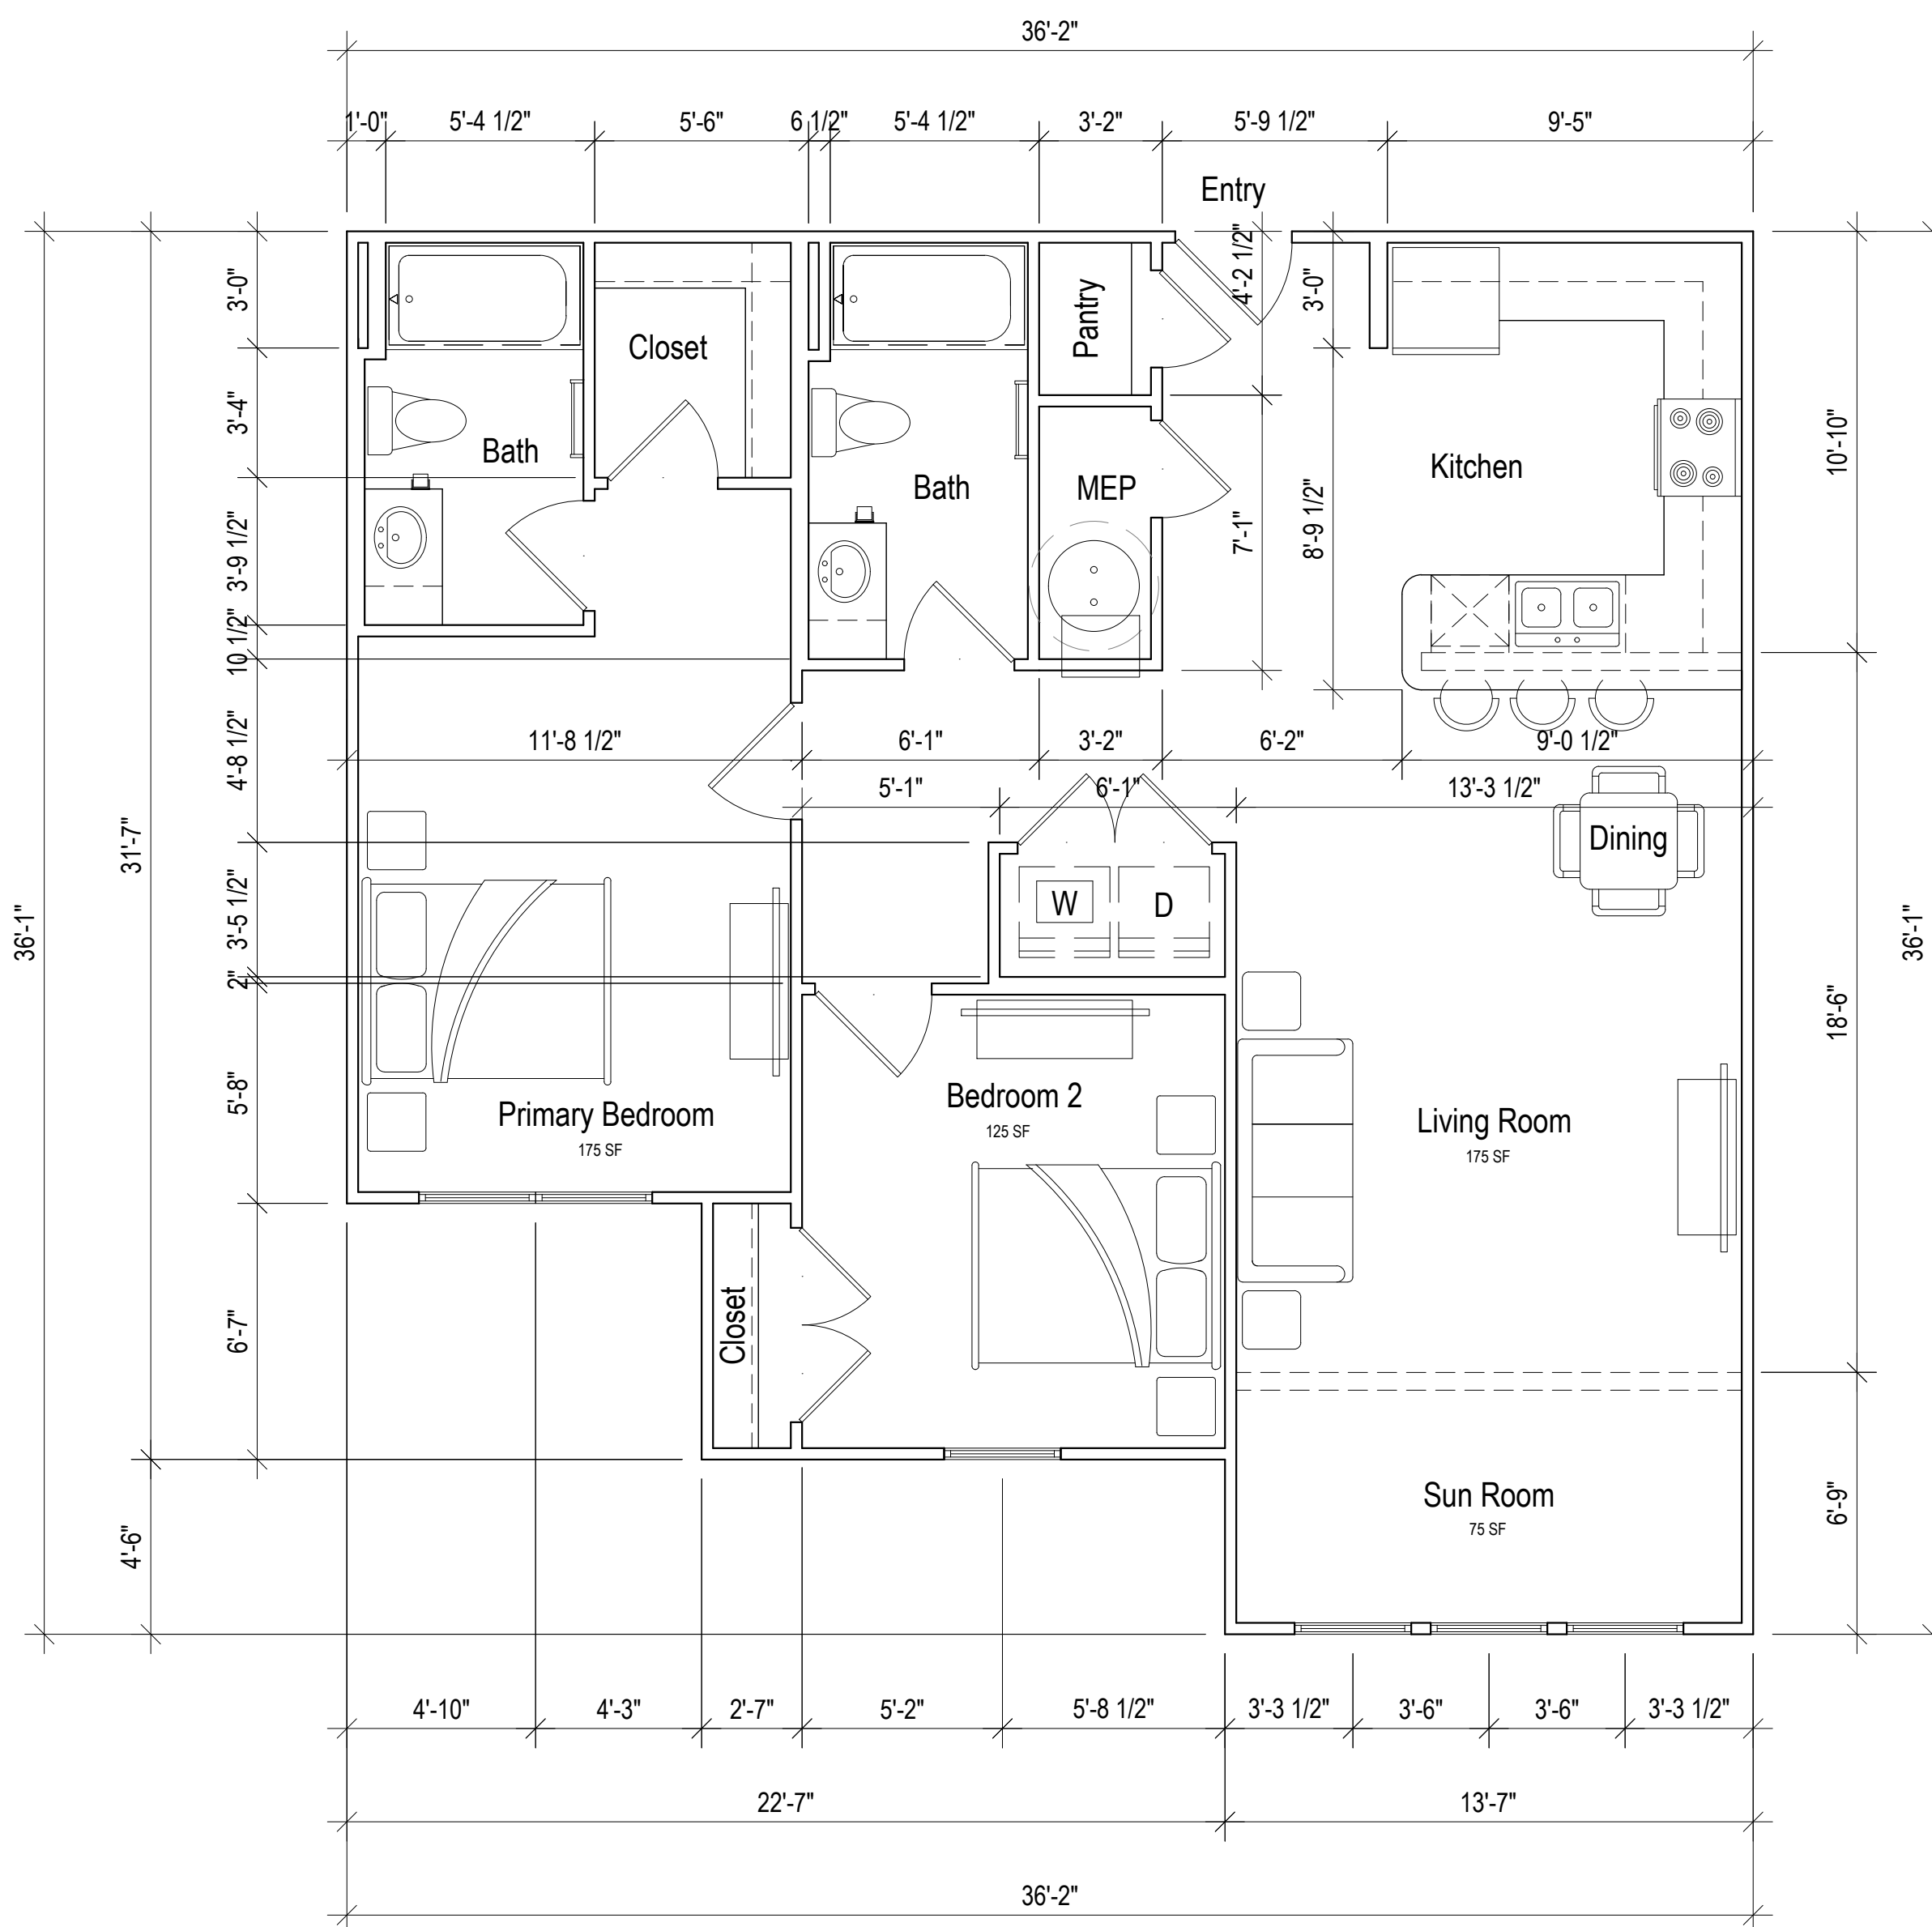 36'-2"
1'-0"
5'-4 1/2"
5'-6"
6 1/2"
5'-4 1/2"
3'-2"
5'-9 1/2"
9'-5"
Entry
4'-2 1/2"
3'-0"
3'-0"
Pantry
Closet
3'-4"
Bath
Bath
MEP
Kitchen
10'-10"
3'-9 1/2"
7'-1"
8'-9 1/2"
10 1/2"
4'-8 1/2"
11'-8 1/2"
6'-1"
3'-2"
6'-2"
9'-0 1/2"
5'-1"
6'-1"
13'-3 1/2"
Dining
31'-7"
36'-1"
3'-5 1/2"
W
D
36'-1"
2"
18'-6"
5'-8"
Primary Bedroom
175 SF
Bedroom 2
125 SF
Living Room
175 SF
6'-7"
Closet
Sun Room
75 SF
6'-9"
4'-6"
4'-10"
4'-3"
2'-7"
5'-2"
5'-8 1/2"
3'-3 1/2"
3'-6"
3'-6"
3'-3 1/2"
22'-7"
13'-7"
36'-2"